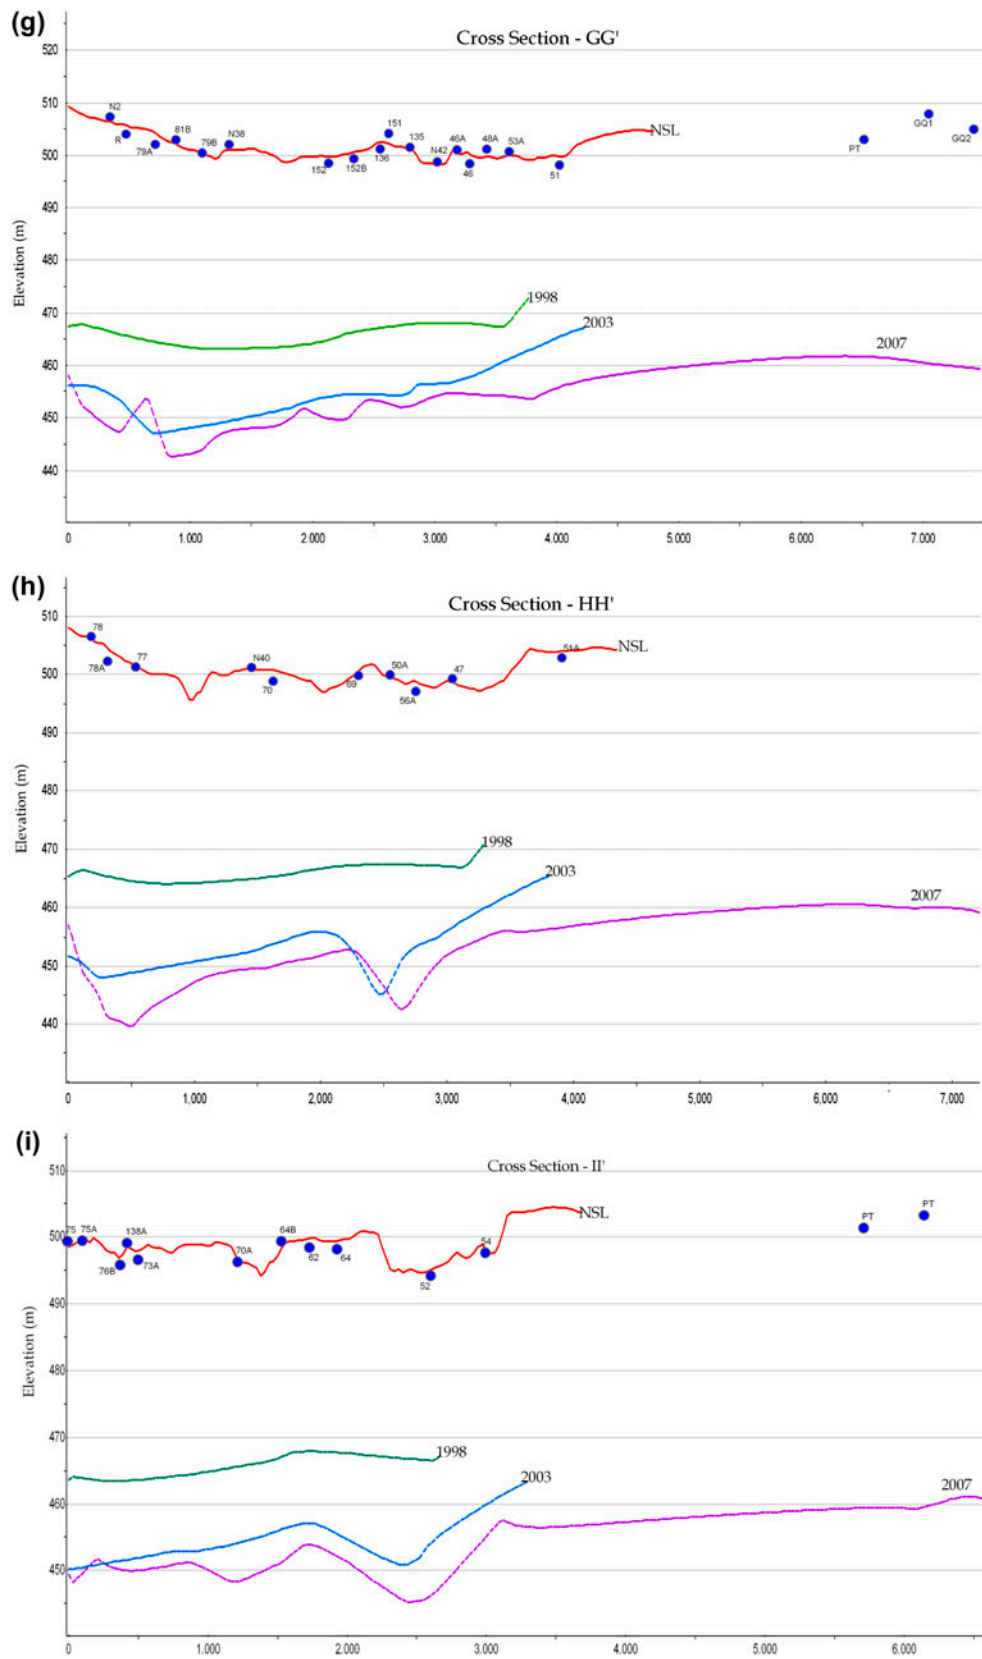 (g)
Cross Section - GG'
Elevation (m)
520
510
500
490
480
470
460
450
440
N2
R
79A
81B
79B
N38
152
152B
151
136
135
N42
46A
46
48A
53A
51
NSL
PT
GQ1
GQ2
1998
2003
2007
0 1.000 2.000 3.000 4.000 5.000 6.000 7.000
(h)
Cross Section - HH'
Elevation (m)
510
500
490
480
470
460
450
440
78
78A
77
N40
70
69
50A
56A
47
51A
NSL
1998
2003
2007
0 1,000 2,000 3,000 4,000 5,000 6,000 7,000
(i)
Cross Section - II'
Elevation (m)
510
500
490
480
470
460
450
75
75A
76B
138A
73A
70A
64B
62
64
52
54
NSL
PT
PT
1998
2003
2007
0 1.000 2.000 3.000 4.000 5.000 6.000